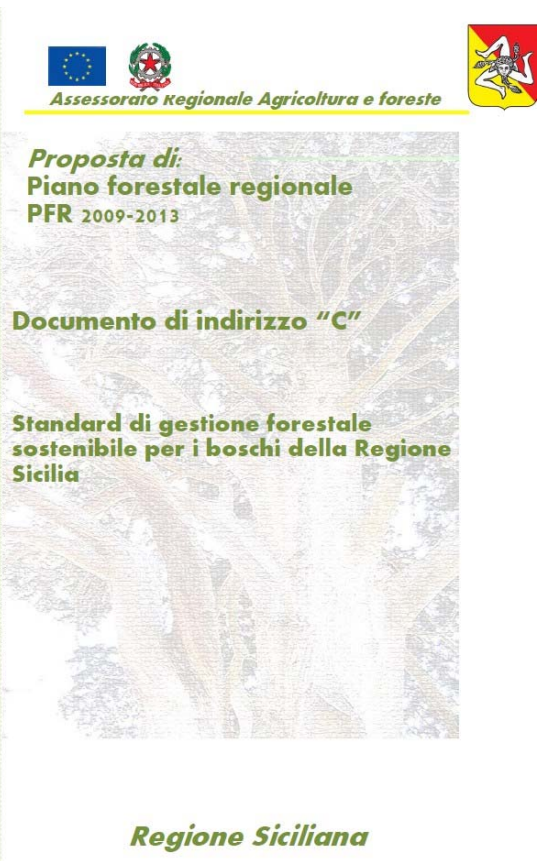 Assessorato Regionale Agricoltura e foreste
Proposta di:
Piano forestale regionale
PFR 2009-2013
Documento di indirizzo "C"
Standard di gestione forestale
sostenibile per i boschi della Regione
Sicilia
Regione Siciliana